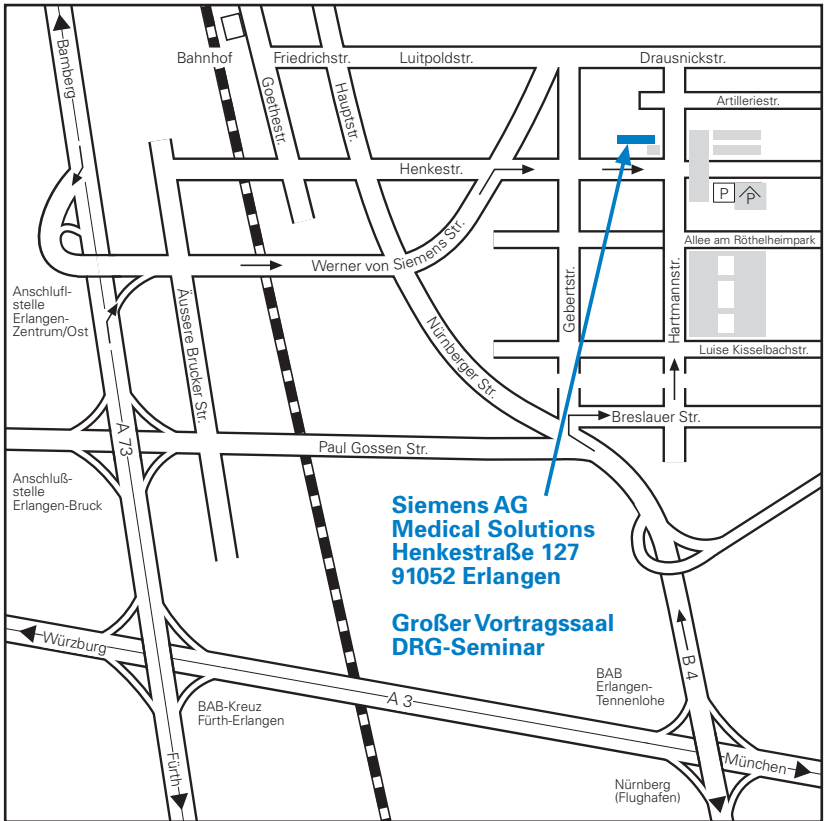 Bamberg
Bahnhof
Friedrichstr.
Luitpoldstr.
Drausnickstr.
Goethestr.
Hauptstr.
Artilleriestr.
Henkestr.
P
P
Werner von Siemens Str.
Allee am Röthelheimpark
Anschlufl-
stelle
Erlangen-
Zentrum/Ost
Äussere Brucker Str.
Gebertstr.
Hartmannstr.
Nürnberger Str.
Luise Kisselbachstr.
A 73
Breslauer Str.
Paul Gossen Str.
Anschluß-
stelle
Erlangen-Bruck
Siemens AG
Medical Solutions
Henkestraße 127
91052 Erlangen
Großer Vortragssaal
DRG-Seminar
Würzburg
BAB
Erlangen-
Tennenlohe
B 4
A 3
BAB-Kreuz
Fürth-Erlangen
Fürth
München
Nürnberg
(Flughafen)